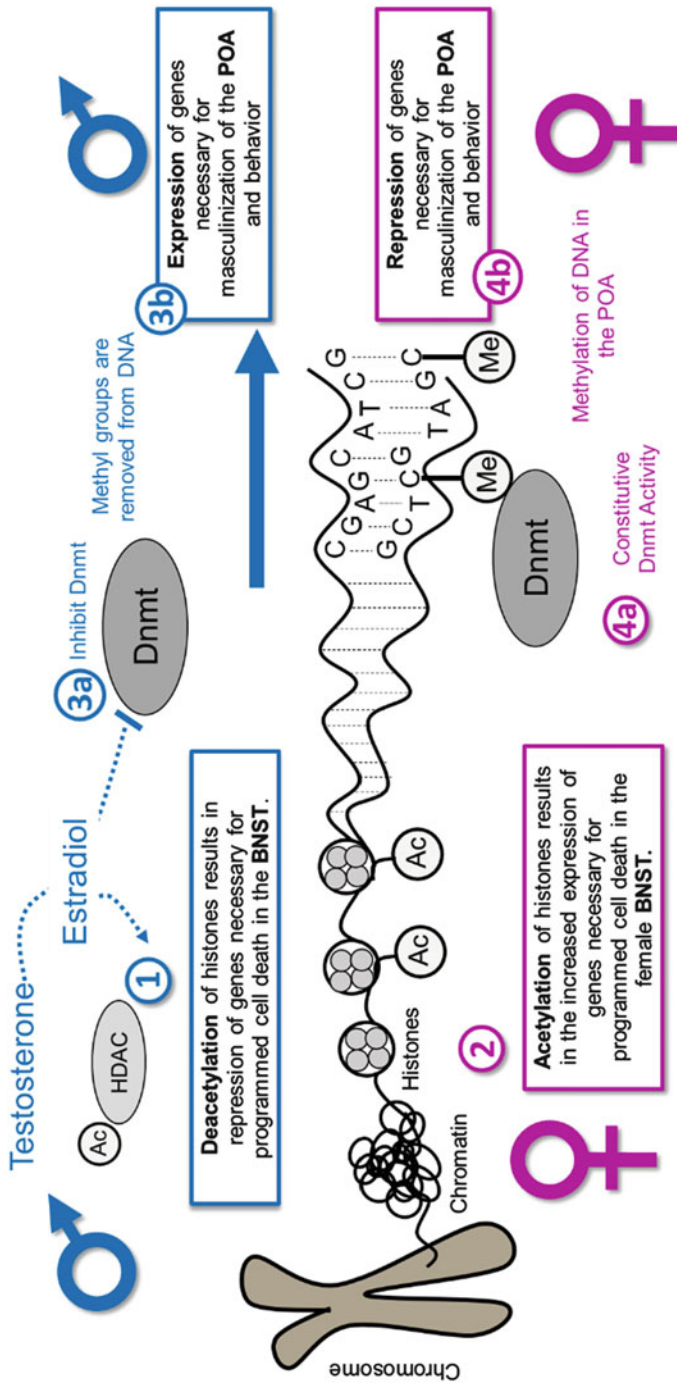 Testosterone
Estradiol
Ac
HDAC
1
Deacetylation of histones results in
repression of genes necessary for
programmed cell death in the BNST.
3a
Inhibit Dnmt
Dnmt
Methyl groups are
removed from DNA
3b
Expression of genes
necessary for
masculinization of the POA
and behavior
Chromosome
Chromatin
Histones
Ac
Ac
C G A G C A T C G
G C T C G T A G C
Me
Me
Dnmt
2
Acetylation of histones results
in the increased expression of
genes necessary for
programmed cell death in the
female BNST.
4a
Constitutive
Dnmt Activity
Methylation of DNA in
the POA
4b
Repression of genes
necessary for
masculinization of the POA
and behavior